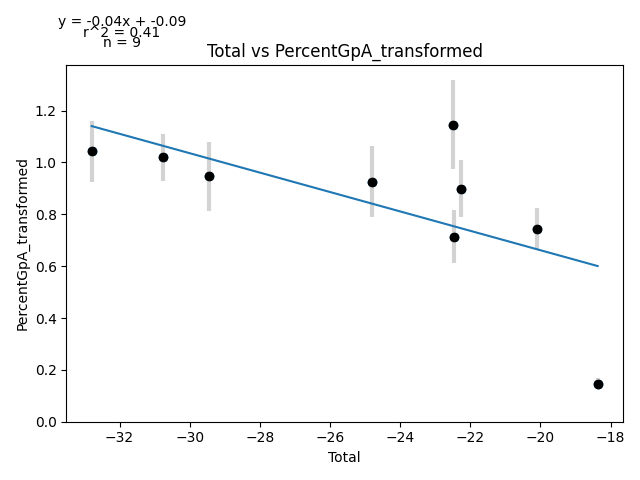 y = -0.04x + -0.09
r^2 = 0.41
n = 9
Total vs PercentGpA_transformed
PercentGpA_transformed
1.2
1.0
0.8
0.6
0.4
0.2
0.0
−32
−30
−28
−26
−24
−22
−20
−18
Total